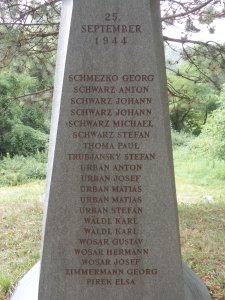 25.
SEPTEMBER
1944
SCHMEZKO GEORG
SCHWARZ ANTON
SCHWARZ JOHANN
SCHWARZ JOHANN
SCHWARZ MICHAEL
SCHWARZ STEFAN
THOMA PAUL
TRUBJANSKY STEFAN
URBAN ANTON
URBAN JOSEF
URBAN MATIAS
URBAN MATIAS
URBAN STEFAN
WALDL KARL
WALDL KARL
WOSAR GUSTAV
WOSAR HERMANN
WOSAR JOSEF
ZIMMERMANN GEORG
PIREK ELSA